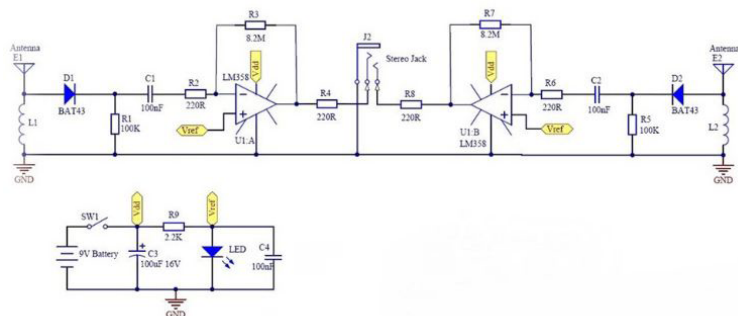 Antenna
E1
D1
BAT43
L1
GND
R1
100K
C1
100nF
R2
220R
R3
8.2M
LM358
Vdd
Vref
U1:A
R4
220R
J2
Stereo Jack
R8
220R
R7
8.2M
Vdd
U1:B
LM358
GND
R6
220R
Vref
C2
100nF
R5
100K
D2
BAT43
Antenna
E2
L2
GND
SW1
9V Battery
Vdd
C3
100uF 16V
R9
2.2K
Vref
LED
C4
100nF
GND